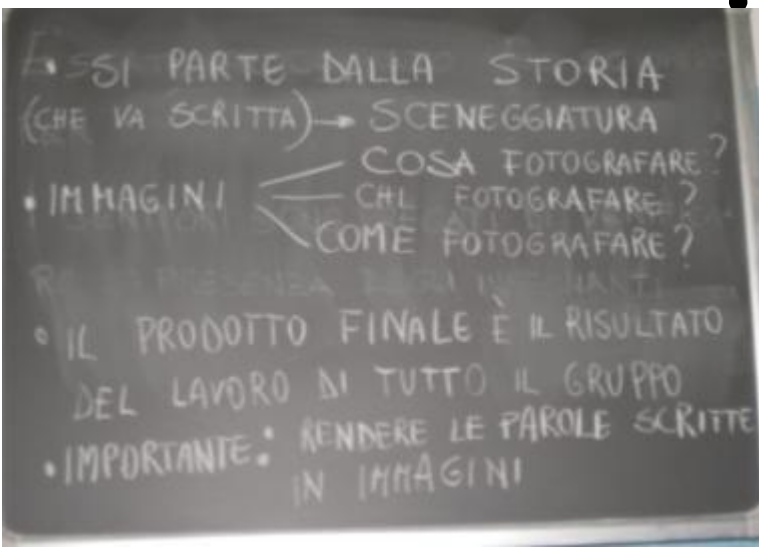 • SI PARTE DALLA STORIA
(CHE VA SCRITTA) → SCENEGGIATURA
COSA FOTOGRAFARE?
• IMMAGINI CHI FOTOGRAFARE?
COME FOTOGRAFARE?
• IL PRODOTTO FINALE È IL RISULTATO
DEL LAVORO DI TUTTO IL GRUPPO
• IMPORTANTE: RENDERE LE PAROLE SCRITTE
IN IMMAGINI